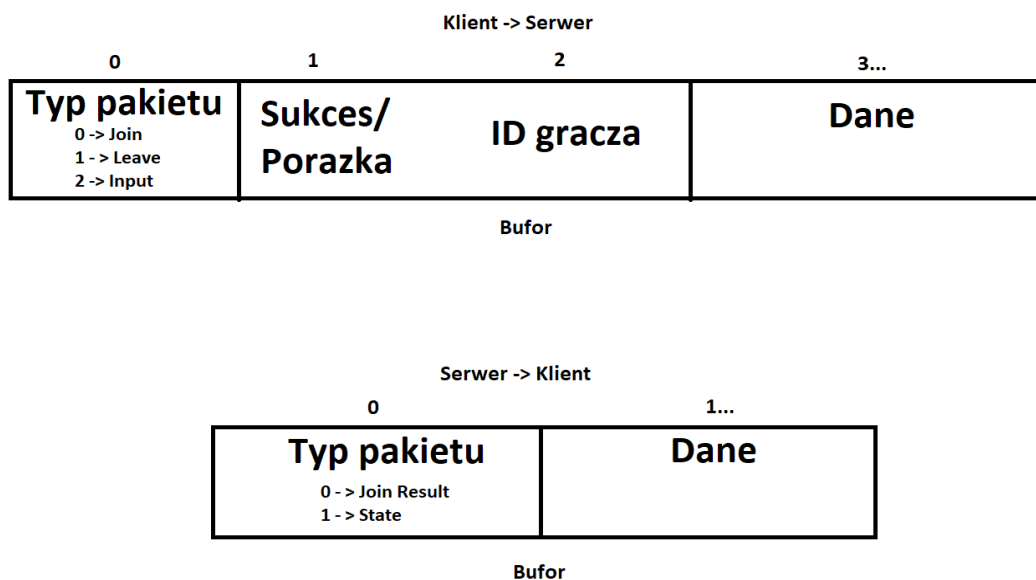 Klient -> Serwer
0 1 2 3...
Typ pakietu
0 -> Join
1 - > Leave
2 -> Input
Sukces/
Porazka
ID gracza
Dane
Bufor
Serwer -> Klient
0 1...
Typ pakietu
0 - > Join Result
1 - > State
Dane
Bufor